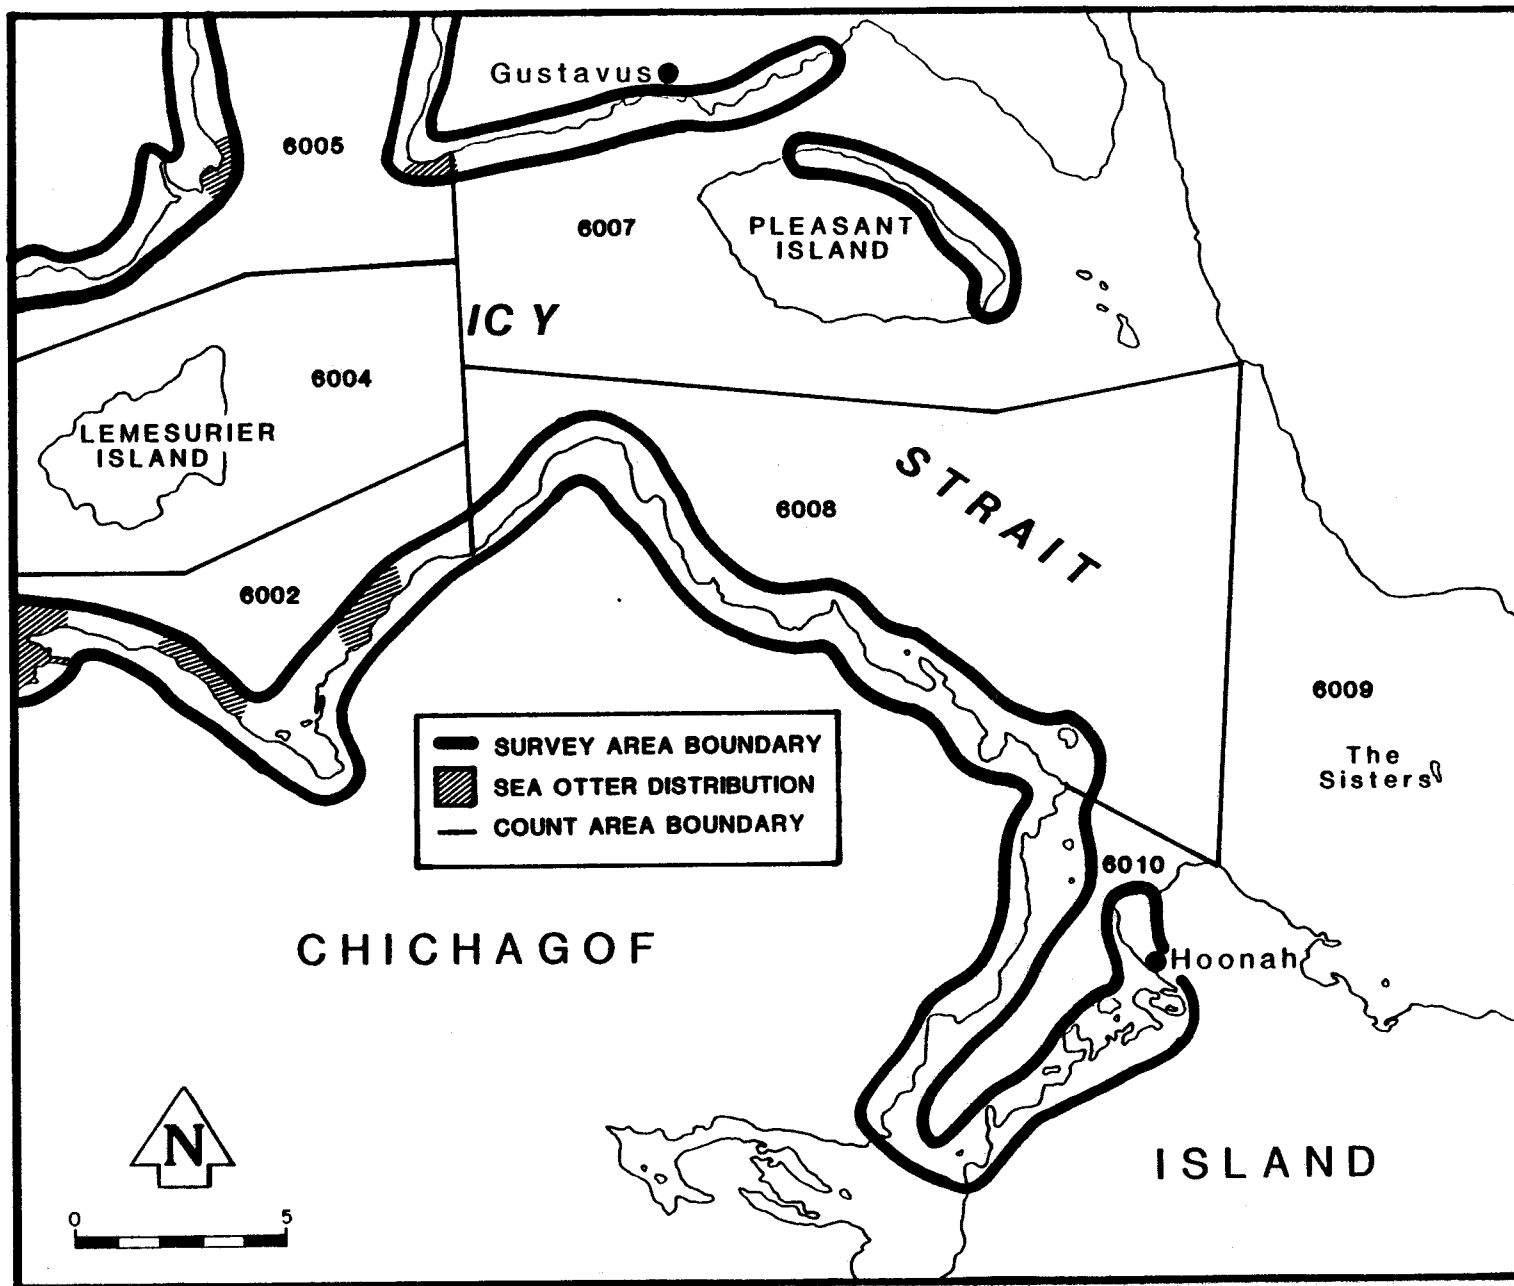 Gustavus
6005
6007
PLEASANT
ISLAND
ICY
6004
LEMESURIER
ISLAND
STRAIT
6008
6002
6009
The
Sisters
SURVEY AREA BOUNDARY
SEA OTTER DISTRIBUTION
COUNT AREA BOUNDARY
6010
CHICHAGOF
Hoonah
N
ISLAND
0 5